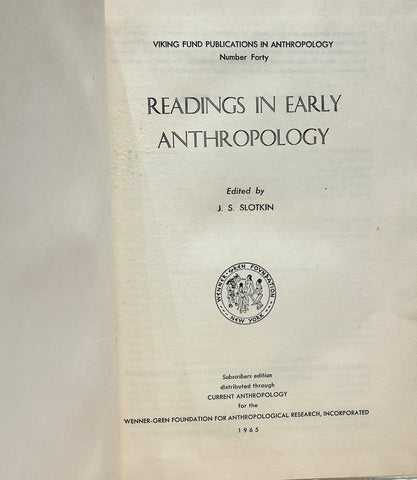 VIKING FUND PUBLICATIONS IN ANTHROPOLOGY
Number Forty
READINGS IN EARLY
ANTHROPOLOGY
Edited by
J. S. SLOTKIN
WENNER-GREN FOUNDATION
NEW YORK
Subscribers edition
distributed through
CURRENT ANTHROPOLOGY
for the
WENNER-GREN FOUNDATION FOR ANTHROPOLOGICAL RESEARCH, INCORPORATED
1965